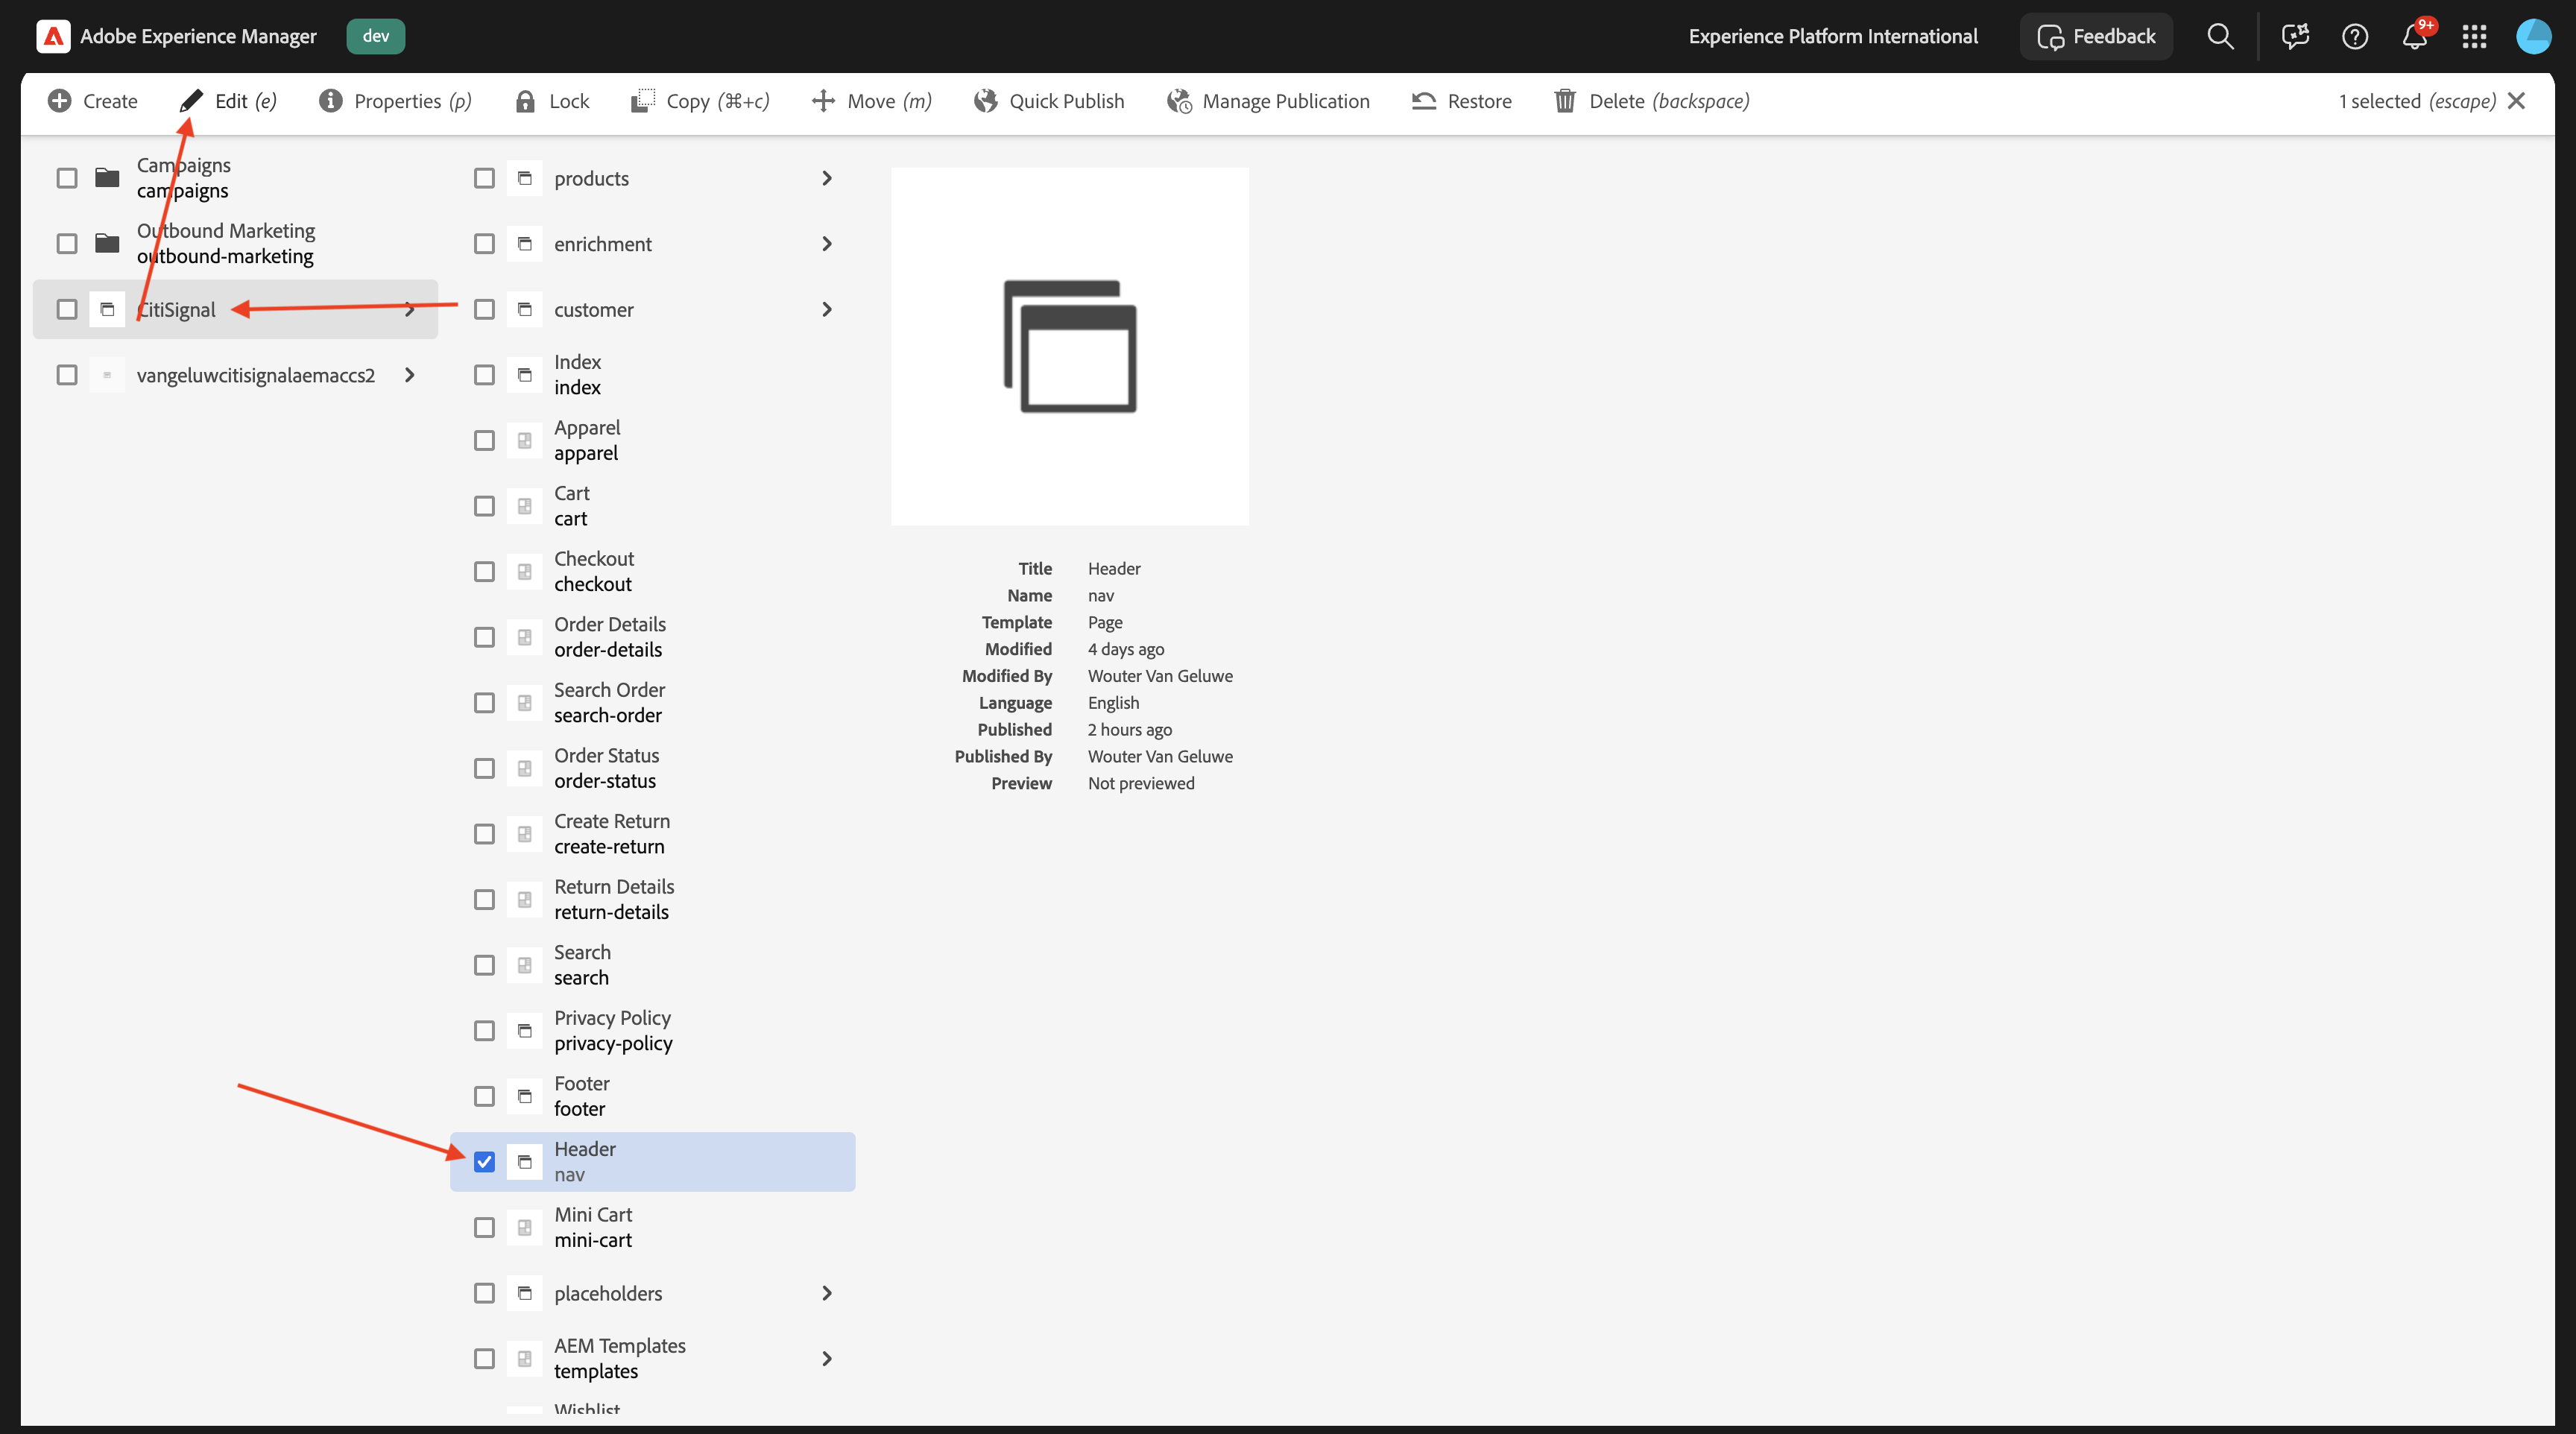 Adobe Experience Manager
dev
Experience Platform International
Feedback
9+
Create
Edit (e)
Properties (p)
Lock
Copy (⌘+c)
Move (m)
Quick Publish
Manage Publication
Restore
Delete (backspace)
1 selected (escape)
Campaigns
campaigns
Outbound Marketing
outbound-marketing
CitiSignal
vangeluwcitisignalaemaccs2
products
enrichment
customer
Index
index
Apparel
apparel
Cart
cart
Checkout
checkout
Order Details
order-details
Search Order
search-order
Order Status
order-status
Create Return
create-return
Return Details
return-details
Search
search
Privacy Policy
privacy-policy
Footer
footer
Header
nav
Mini Cart
mini-cart
placeholders
AEM Templates
templates
Wishlist
Title Header
Name nav
Template Page
Modified 4 days ago
Modified By Wouter Van Geluwe
Language English
Published 2 hours ago
Published By Wouter Van Geluwe
Preview Not previewed